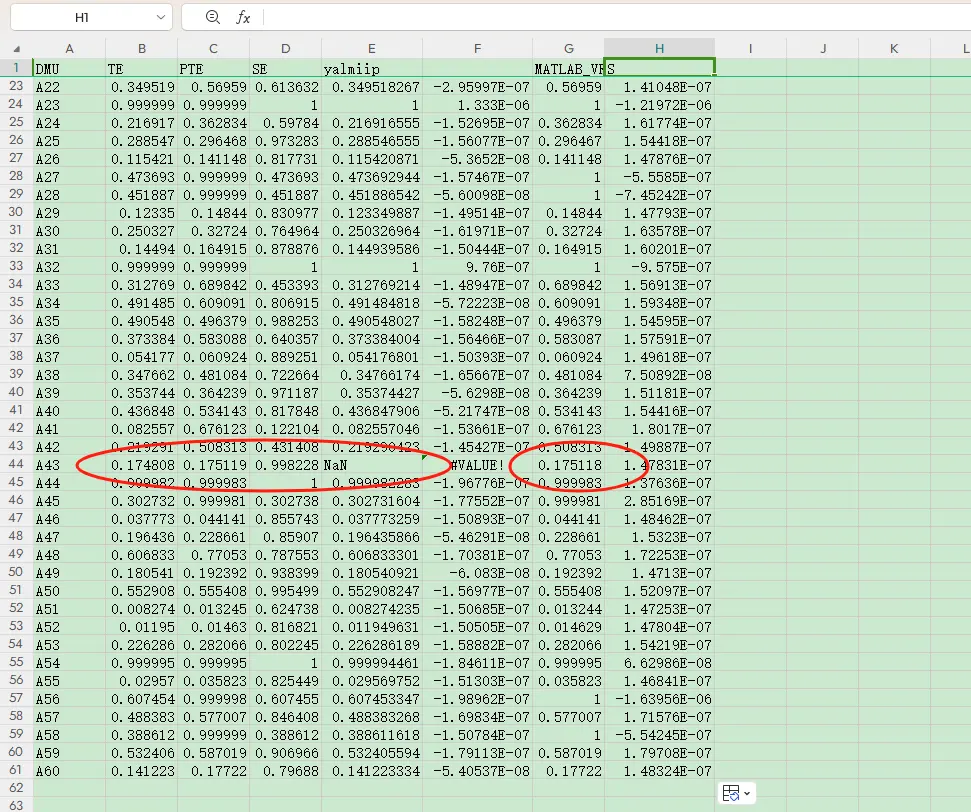 H1 fx
A B C D E F G H I J K L
1 DMU TE PTE SE yalmiip MATLAB_VR S
23 A22 0.349519 0.56959 0.613632 0.349518267 -2.95997E-07 0.56959 1.41048E-07
24 A23 0.999999 0.999999 1 1 1.333E-06 1 -1.21972E-06
25 A24 0.216917 0.362834 0.59784 0.216916555 -1.52695E-07 0.362834 1.61774E-07
26 A25 0.288547 0.296468 0.973283 0.288546555 -1.56077E-07 0.296467 1.54418E-07
27 A26 0.115421 0.141148 0.817731 0.115420871 -5.3652E-08 0.141148 1.47876E-07
28 A27 0.473693 0.999999 0.473693 0.473692944 -1.57467E-07 1 -5.5585E-07
29 A28 0.451887 0.999999 0.451887 0.451886542 -5.60098E-08 1 -7.45242E-07
30 A29 0.12335 0.14844 0.830977 0.123349887 -1.49514E-07 0.14844 1.47793E-07
31 A30 0.250327 0.32724 0.764964 0.250326964 -1.61971E-07 0.32724 1.63578E-07
32 A31 0.14494 0.164915 0.878876 0.144939586 -1.50444E-07 0.164915 1.60201E-07
33 A32 0.999999 0.999999 1 1 9.76E-07 1 -9.575E-07
34 A33 0.312769 0.689842 0.453393 0.312769214 -1.48947E-07 0.689842 1.56913E-07
35 A34 0.491485 0.609091 0.806915 0.491484818 -5.72223E-08 0.609091 1.59348E-07
36 A35 0.490548 0.496379 0.988253 0.490548027 -1.58248E-07 0.496379 1.54595E-07
37 A36 0.373384 0.583088 0.640357 0.373384004 -1.56466E-07 0.583087 1.57591E-07
38 A37 0.054177 0.060924 0.889251 0.054176801 -1.50393E-07 0.060924 1.49618E-07
39 A38 0.347662 0.481084 0.722664 0.34766174 -1.65667E-07 0.481084 7.50892E-08
40 A39 0.353744 0.364239 0.971187 0.35374427 -5.6298E-08 0.364239 1.51181E-07
41 A40 0.436848 0.534143 0.817848 0.436847906 -5.21747E-08 0.534143 1.54416E-07
42 A41 0.082557 0.676123 0.122104 0.082557046 -1.53661E-07 0.676123 1.8017E-07
43 A42 0.219291 0.508313 0.431408 0.219290423 -1.45427E-07 0.508313 1.49887E-07
44 A43 0.174808 0.175119 0.998228 NaN #VALUE! 0.175118 1.47831E-07
45 A44 0.999982 0.999983 1 0.999982283 -1.96776E-07 0.999983 1.37636E-07
46 A45 0.302732 0.999981 0.302738 0.302731604 -1.77552E-07 0.999981 2.85169E-07
47 A46 0.037773 0.044141 0.855743 0.037773259 -1.50893E-07 0.044141 1.48462E-07
48 A47 0.196436 0.228661 0.85907 0.196435866 -5.46291E-08 0.228661 1.5323E-07
49 A48 0.606833 0.77053 0.787553 0.606833301 -1.70381E-07 0.77053 1.72253E-07
50 A49 0.180541 0.192392 0.938399 0.180540921 -6.083E-08 0.192392 1.4713E-07
51 A50 0.552908 0.555408 0.995499 0.552908247 -1.56977E-07 0.555408 1.52097E-07
52 A51 0.008274 0.013245 0.624738 0.008274235 -1.50685E-07 0.013244 1.47253E-07
53 A52 0.01195 0.01463 0.816821 0.011949631 -1.50505E-07 0.014629 1.47804E-07
54 A53 0.226286 0.282066 0.802245 0.226286189 -1.58882E-07 0.282066 1.54219E-07
55 A54 0.999995 0.999995 1 0.999994461 -1.84611E-07 0.999995 6.62986E-08
56 A55 0.02957 0.035823 0.825449 0.029569752 -1.51303E-07 0.035823 1.46841E-07
57 A56 0.607454 0.999998 0.607455 0.607453347 -1.98962E-07 1 -1.63956E-06
58 A57 0.488383 0.577007 0.846408 0.488383268 -1.69834E-07 0.577007 1.71576E-07
59 A58 0.388612 0.999999 0.388612 0.388611618 -1.50784E-07 1 -5.54245E-07
60 A59 0.532406 0.587019 0.906966 0.532405594 -1.79113E-07 0.587019 1.79708E-07
61 A60 0.141223 0.17722 0.79688 0.141223334 -5.40537E-08 0.17722 1.48324E-07
62
63